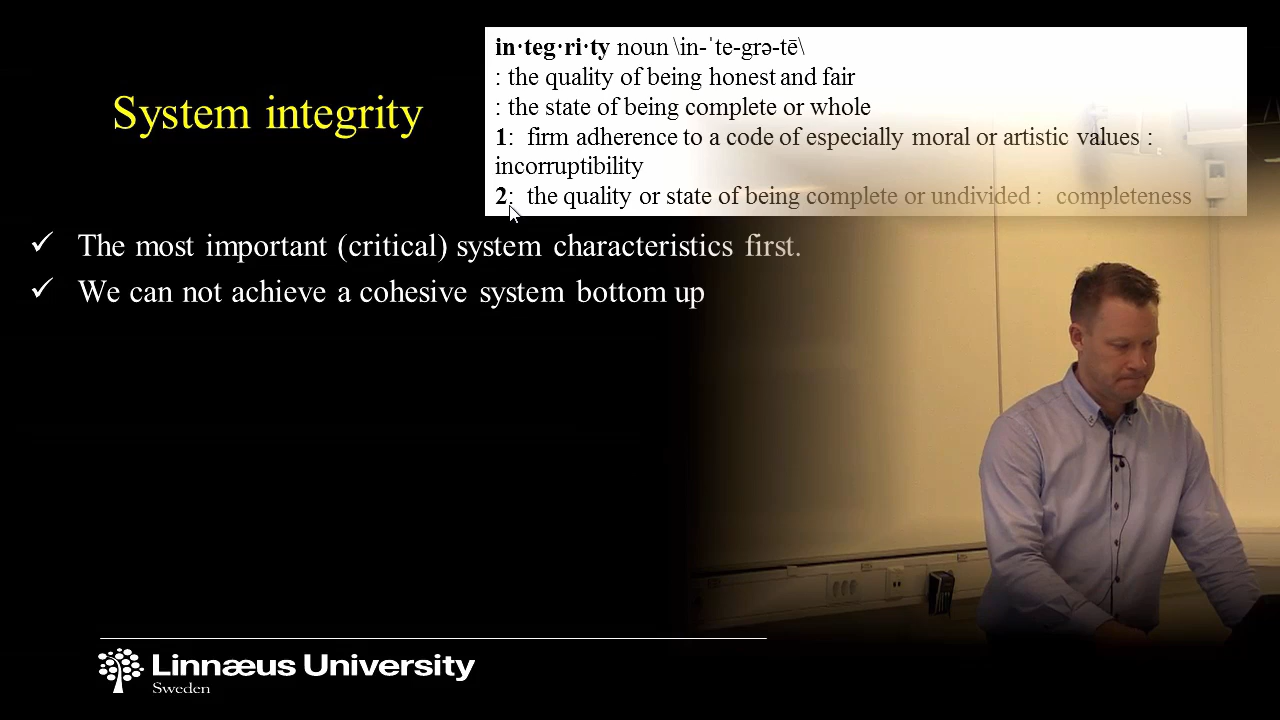 System integrity
in·teg·ri·ty noun \in-ˈte-grə-tē\
: the quality of being honest and fair
: the state of being complete or whole
1:  firm adherence to a code of especially moral or artistic values :
incorruptibility
2:  the quality or state of being complete or undivided :  completeness
✓ The most important (critical) system characteristics first.
✓ We can not achieve a cohesive system bottom up
Linnæus University
Sweden